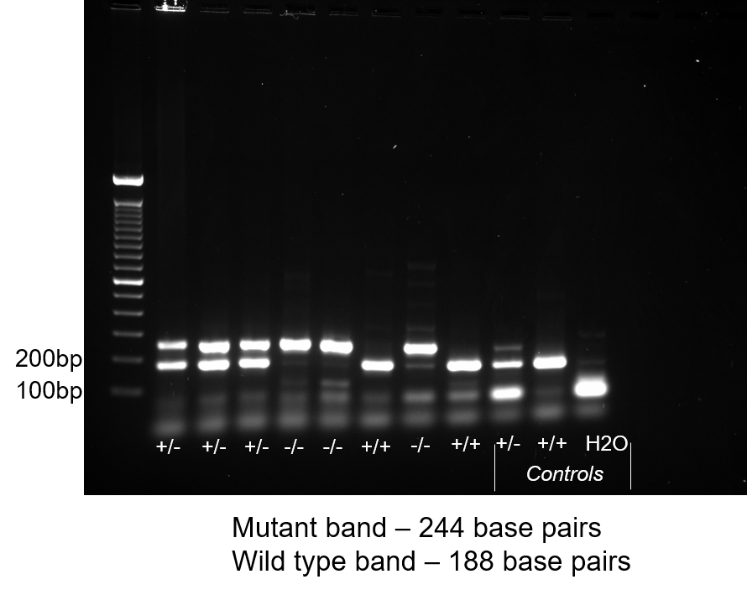 200bp
100bp
+/- +/- +/- -/- -/- +/+ -/- +/+ +/- +/+ H2O
Controls
Mutant band – 244 base pairs
Wild type band – 188 base pairs